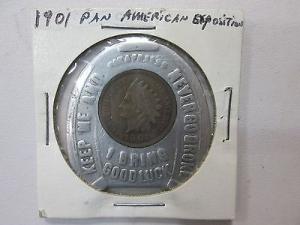 1901 PAN AMERICAN EXPOSITION
KEEP ME AND NEVER GO BROKE
I BRING
GOOD LUCK